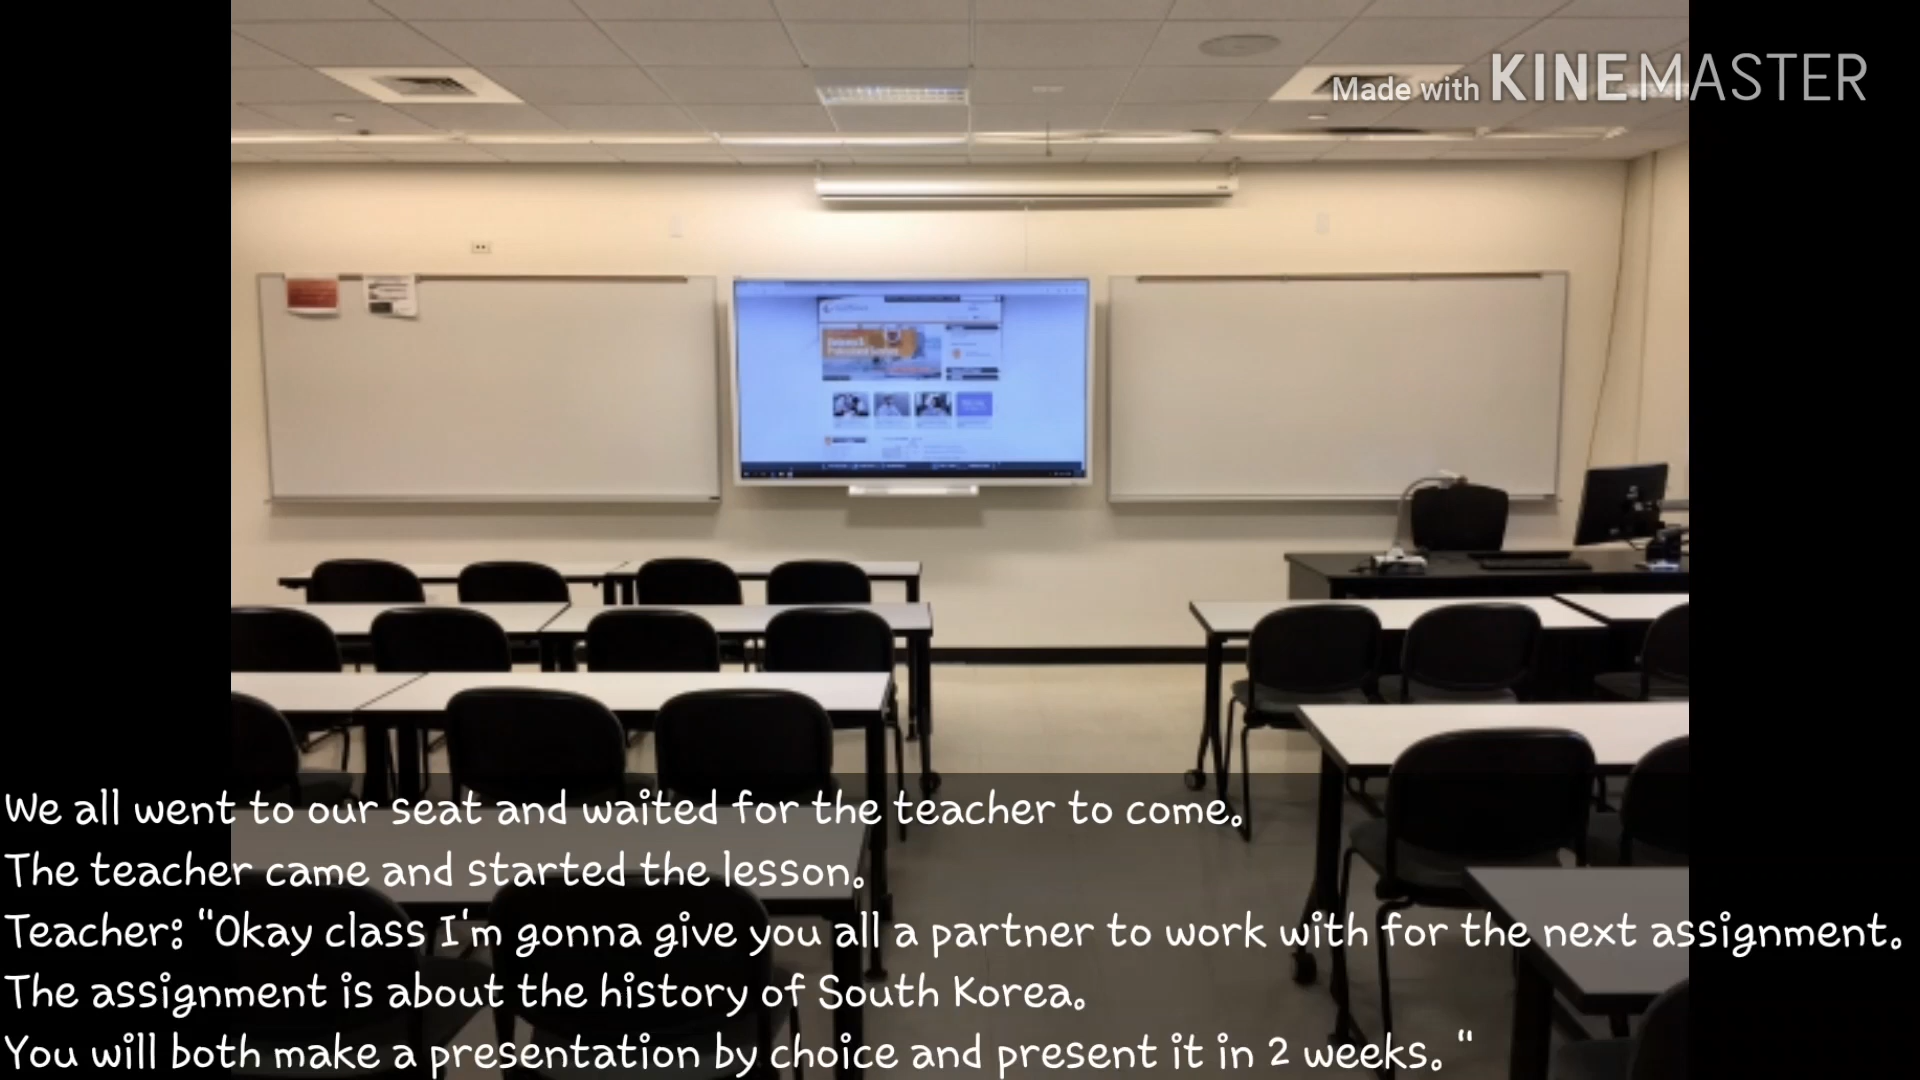 Made with KINEMASTER
We all went to our seat and waited for the teacher to come.
The teacher came and started the lesson.
Teacher: "Okay class I'm gonna give you all a partner to work with for the next assignment.
The assignment is about the history of South Korea.
You will both make a presentation by choice and present it in 2 weeks. "